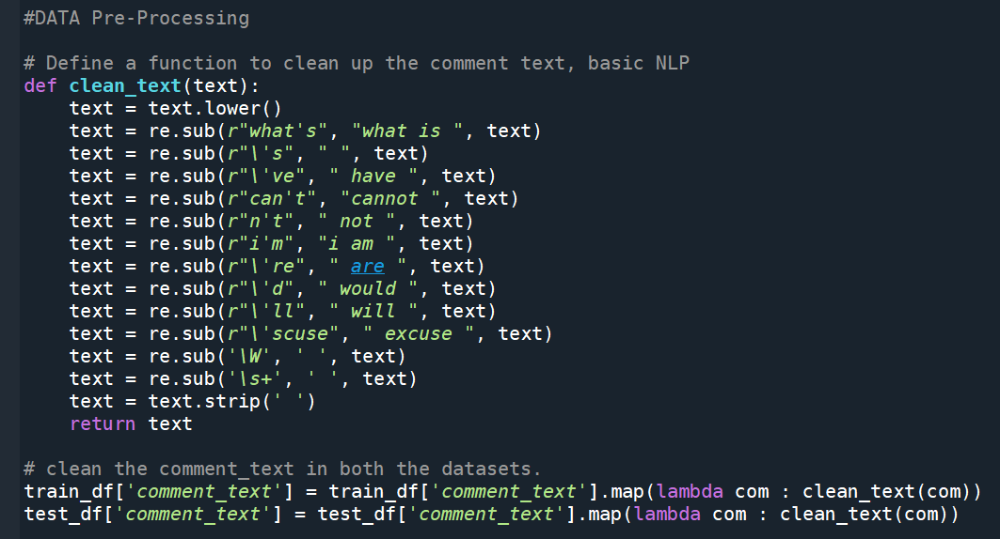 #DATA Pre-Processing
# Define a function to clean up the comment text, basic NLP
def clean_text(text):
    text = text.lower()
    text = re.sub(r"what's", "what is ", text)
    text = re.sub(r"\'s", " ", text)
    text = re.sub(r"\'ve", " have ", text)
    text = re.sub(r"can't", "cannot ", text)
    text = re.sub(r"n't", " not ", text)
    text = re.sub(r"i'm", "i am ", text)
    text = re.sub(r"\'re", " are ", text)
    text = re.sub(r"\'d", " would ", text)
    text = re.sub(r"\'ll", " will ", text)
    text = re.sub(r"\'scuse", " excuse ", text)
    text = re.sub('\W', ' ', text)
    text = re.sub('\s+', ' ', text)
    text = text.strip(' ')
    return text
# clean the comment_text in both the datasets.
train_df['comment_text'] = train_df['comment_text'].map(lambda com : clean_text(com))
test_df['comment_text'] = test_df['comment_text'].map(lambda com : clean_text(com))